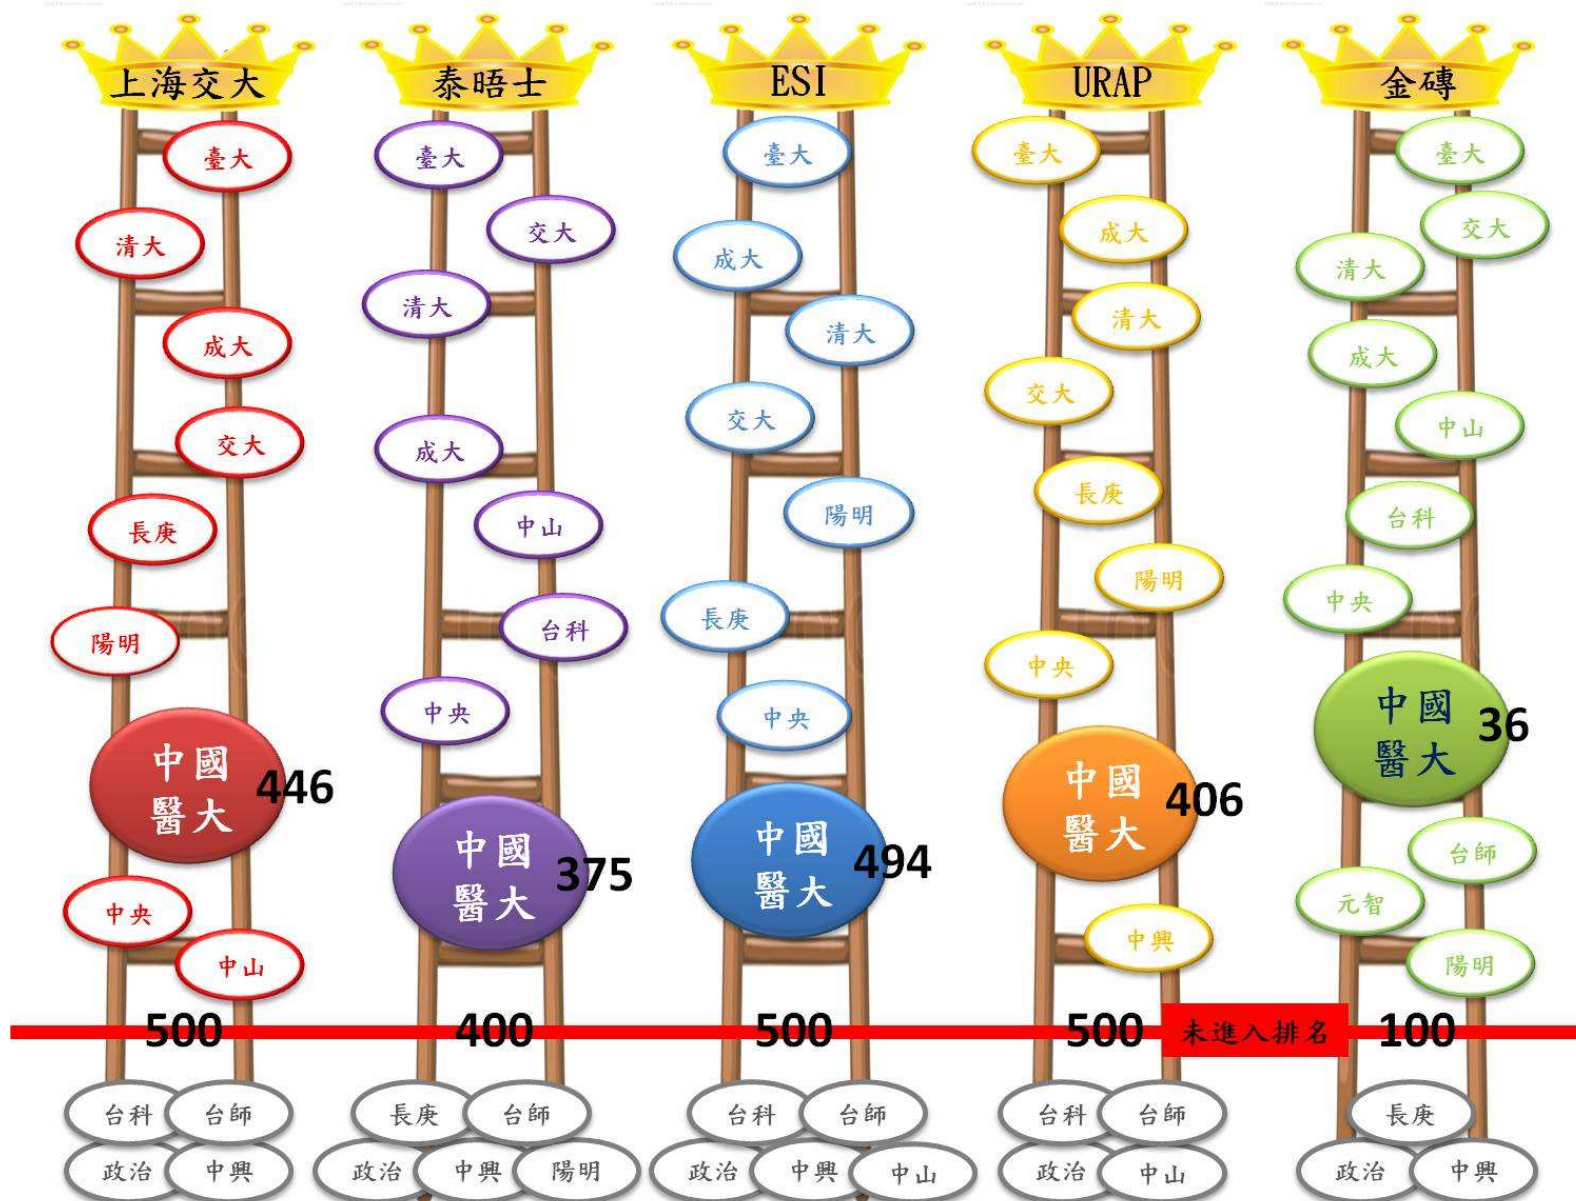 上海交大
臺大
清大
成大
交大
長庚
陽明
中國
醫大
446
中央
中山
500
台科
台師
政治
中興
泰晤士
臺大
交大
清大
成大
中山
台科
中央
中國
醫大
375
400
長庚
台師
政治
中興
陽明
ESI
臺大
成大
清大
交大
陽明
長庚
中央
中國
醫大
494
500
台科
台師
政治
中興
中山
URAP
臺大
成大
清大
交大
長庚
陽明
中央
中國
醫大
406
中興
500
台科
台師
政治
中山
未進入排名
金磚
臺大
交大
清大
成大
中山
台科
中央
中國
醫大
36
台師
元智
陽明
100
長庚
政治
中興